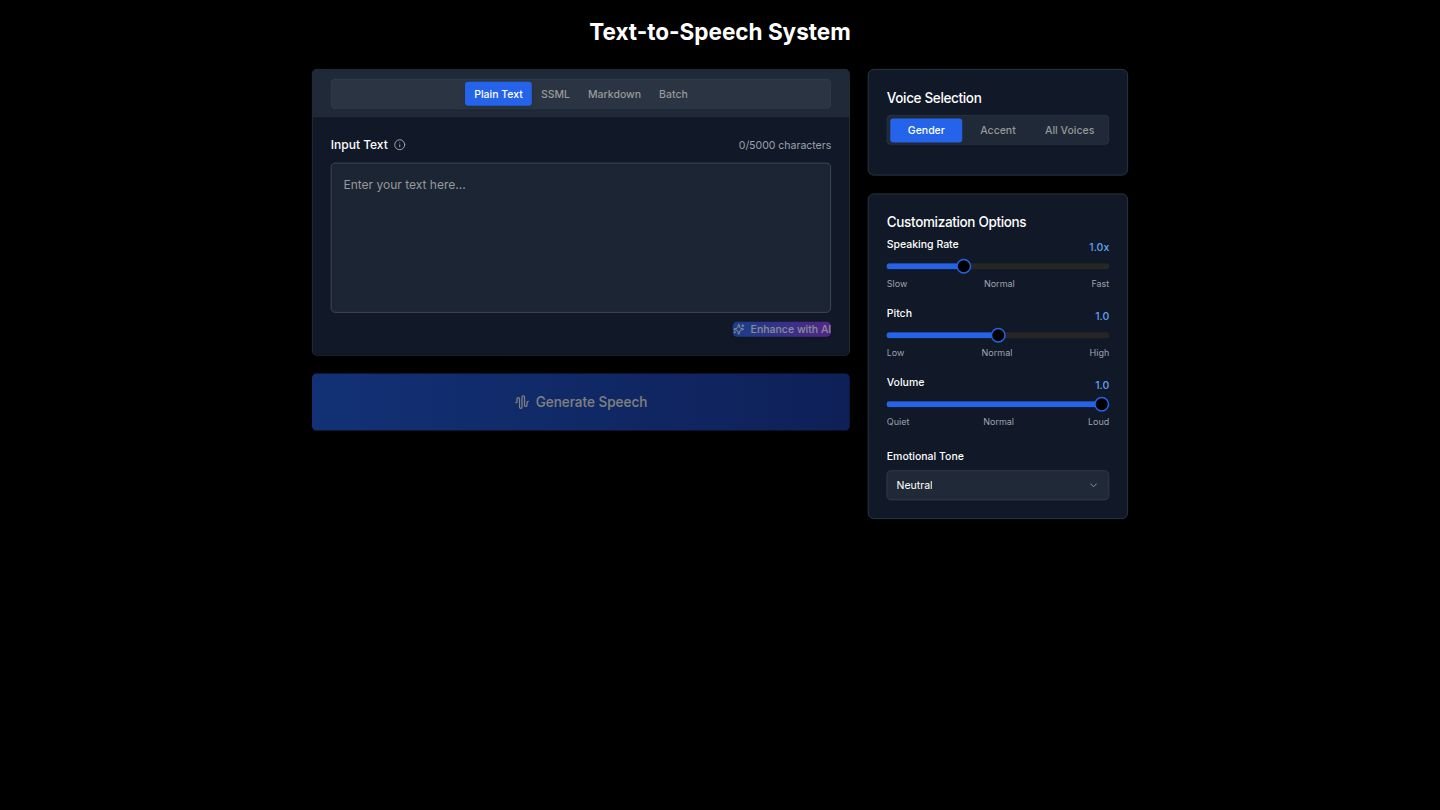 Text-to-Speech System
Plain Text SSML Markdown Batch
Input Text 0/5000 characters
Enter your text here...
Enhance with AI
Generate Speech
Voice Selection
Gender Accent All Voices
Customization Options
Speaking Rate 1.0x
Slow Normal Fast
Pitch 1.0
Low Normal High
Volume 1.0
Quiet Normal Loud
Emotional Tone
Neutral